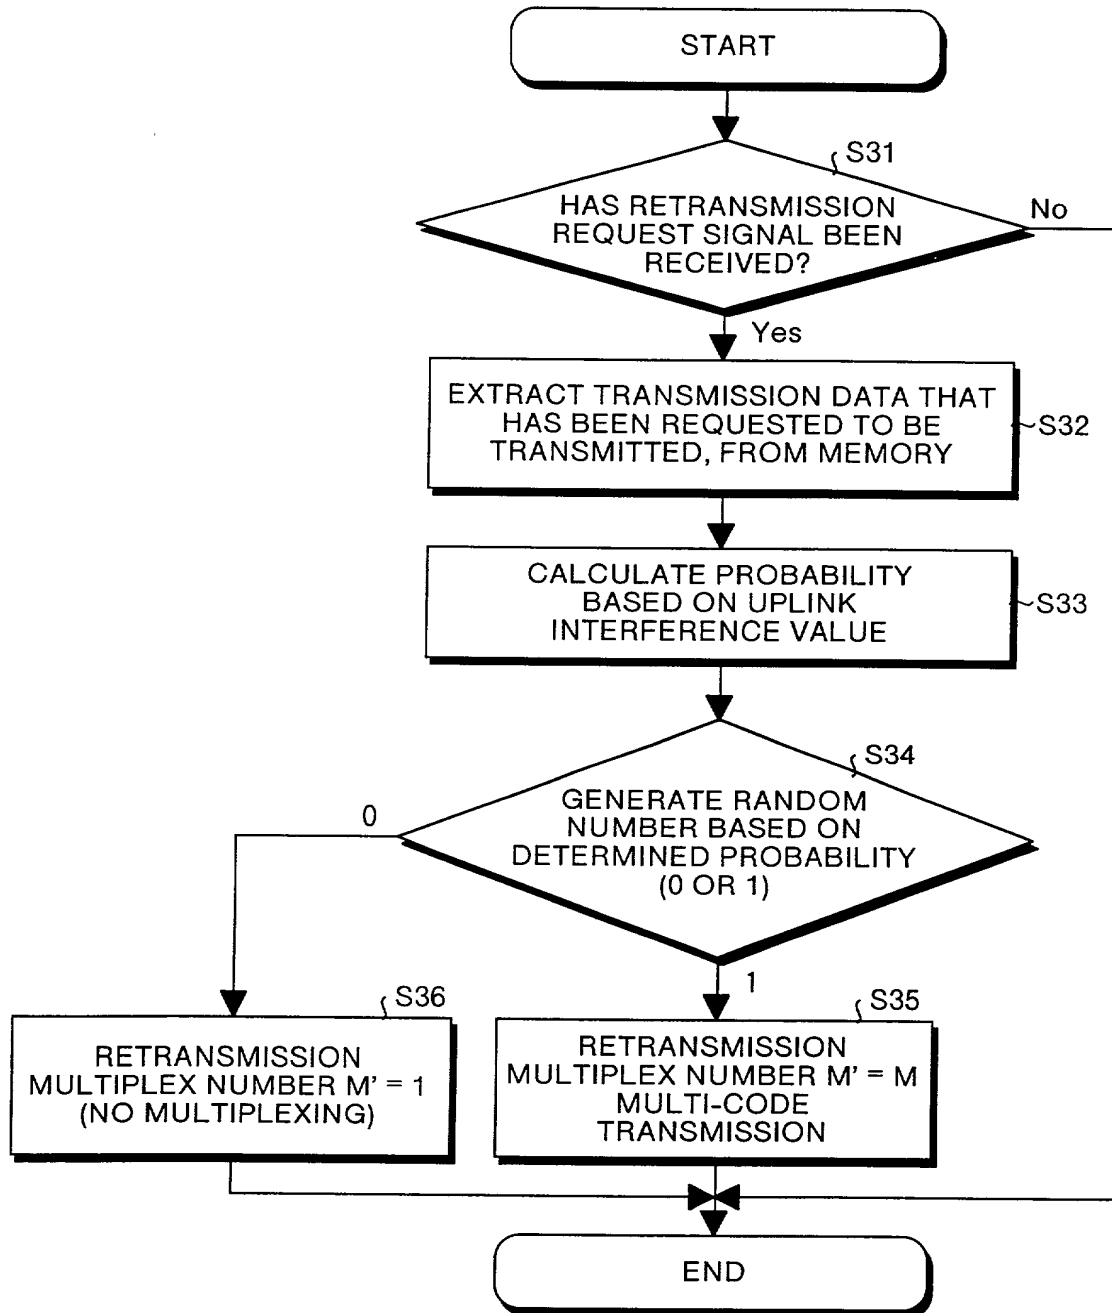 START
S31
HAS RETRANSMISSION
REQUEST SIGNAL BEEN
RECEIVED?
No
Yes
EXTRACT TRANSMISSION DATA THAT
HAS BEEN REQUESTED TO BE
TRANSMITTED, FROM MEMORY
S32
CALCULATE PROBABILITY
BASED ON UPLINK
INTERFERENCE VALUE
S33
S34
GENERATE RANDOM
NUMBER BASED ON
DETERMINED PROBABILITY
(0 OR 1)
0
1
S36
RETRANSMISSION
MULTIPLEX NUMBER M' = 1
(NO MULTIPLEXING)
S35
RETRANSMISSION
MULTIPLEX NUMBER M' = M
MULTI-CODE
TRANSMISSION
END